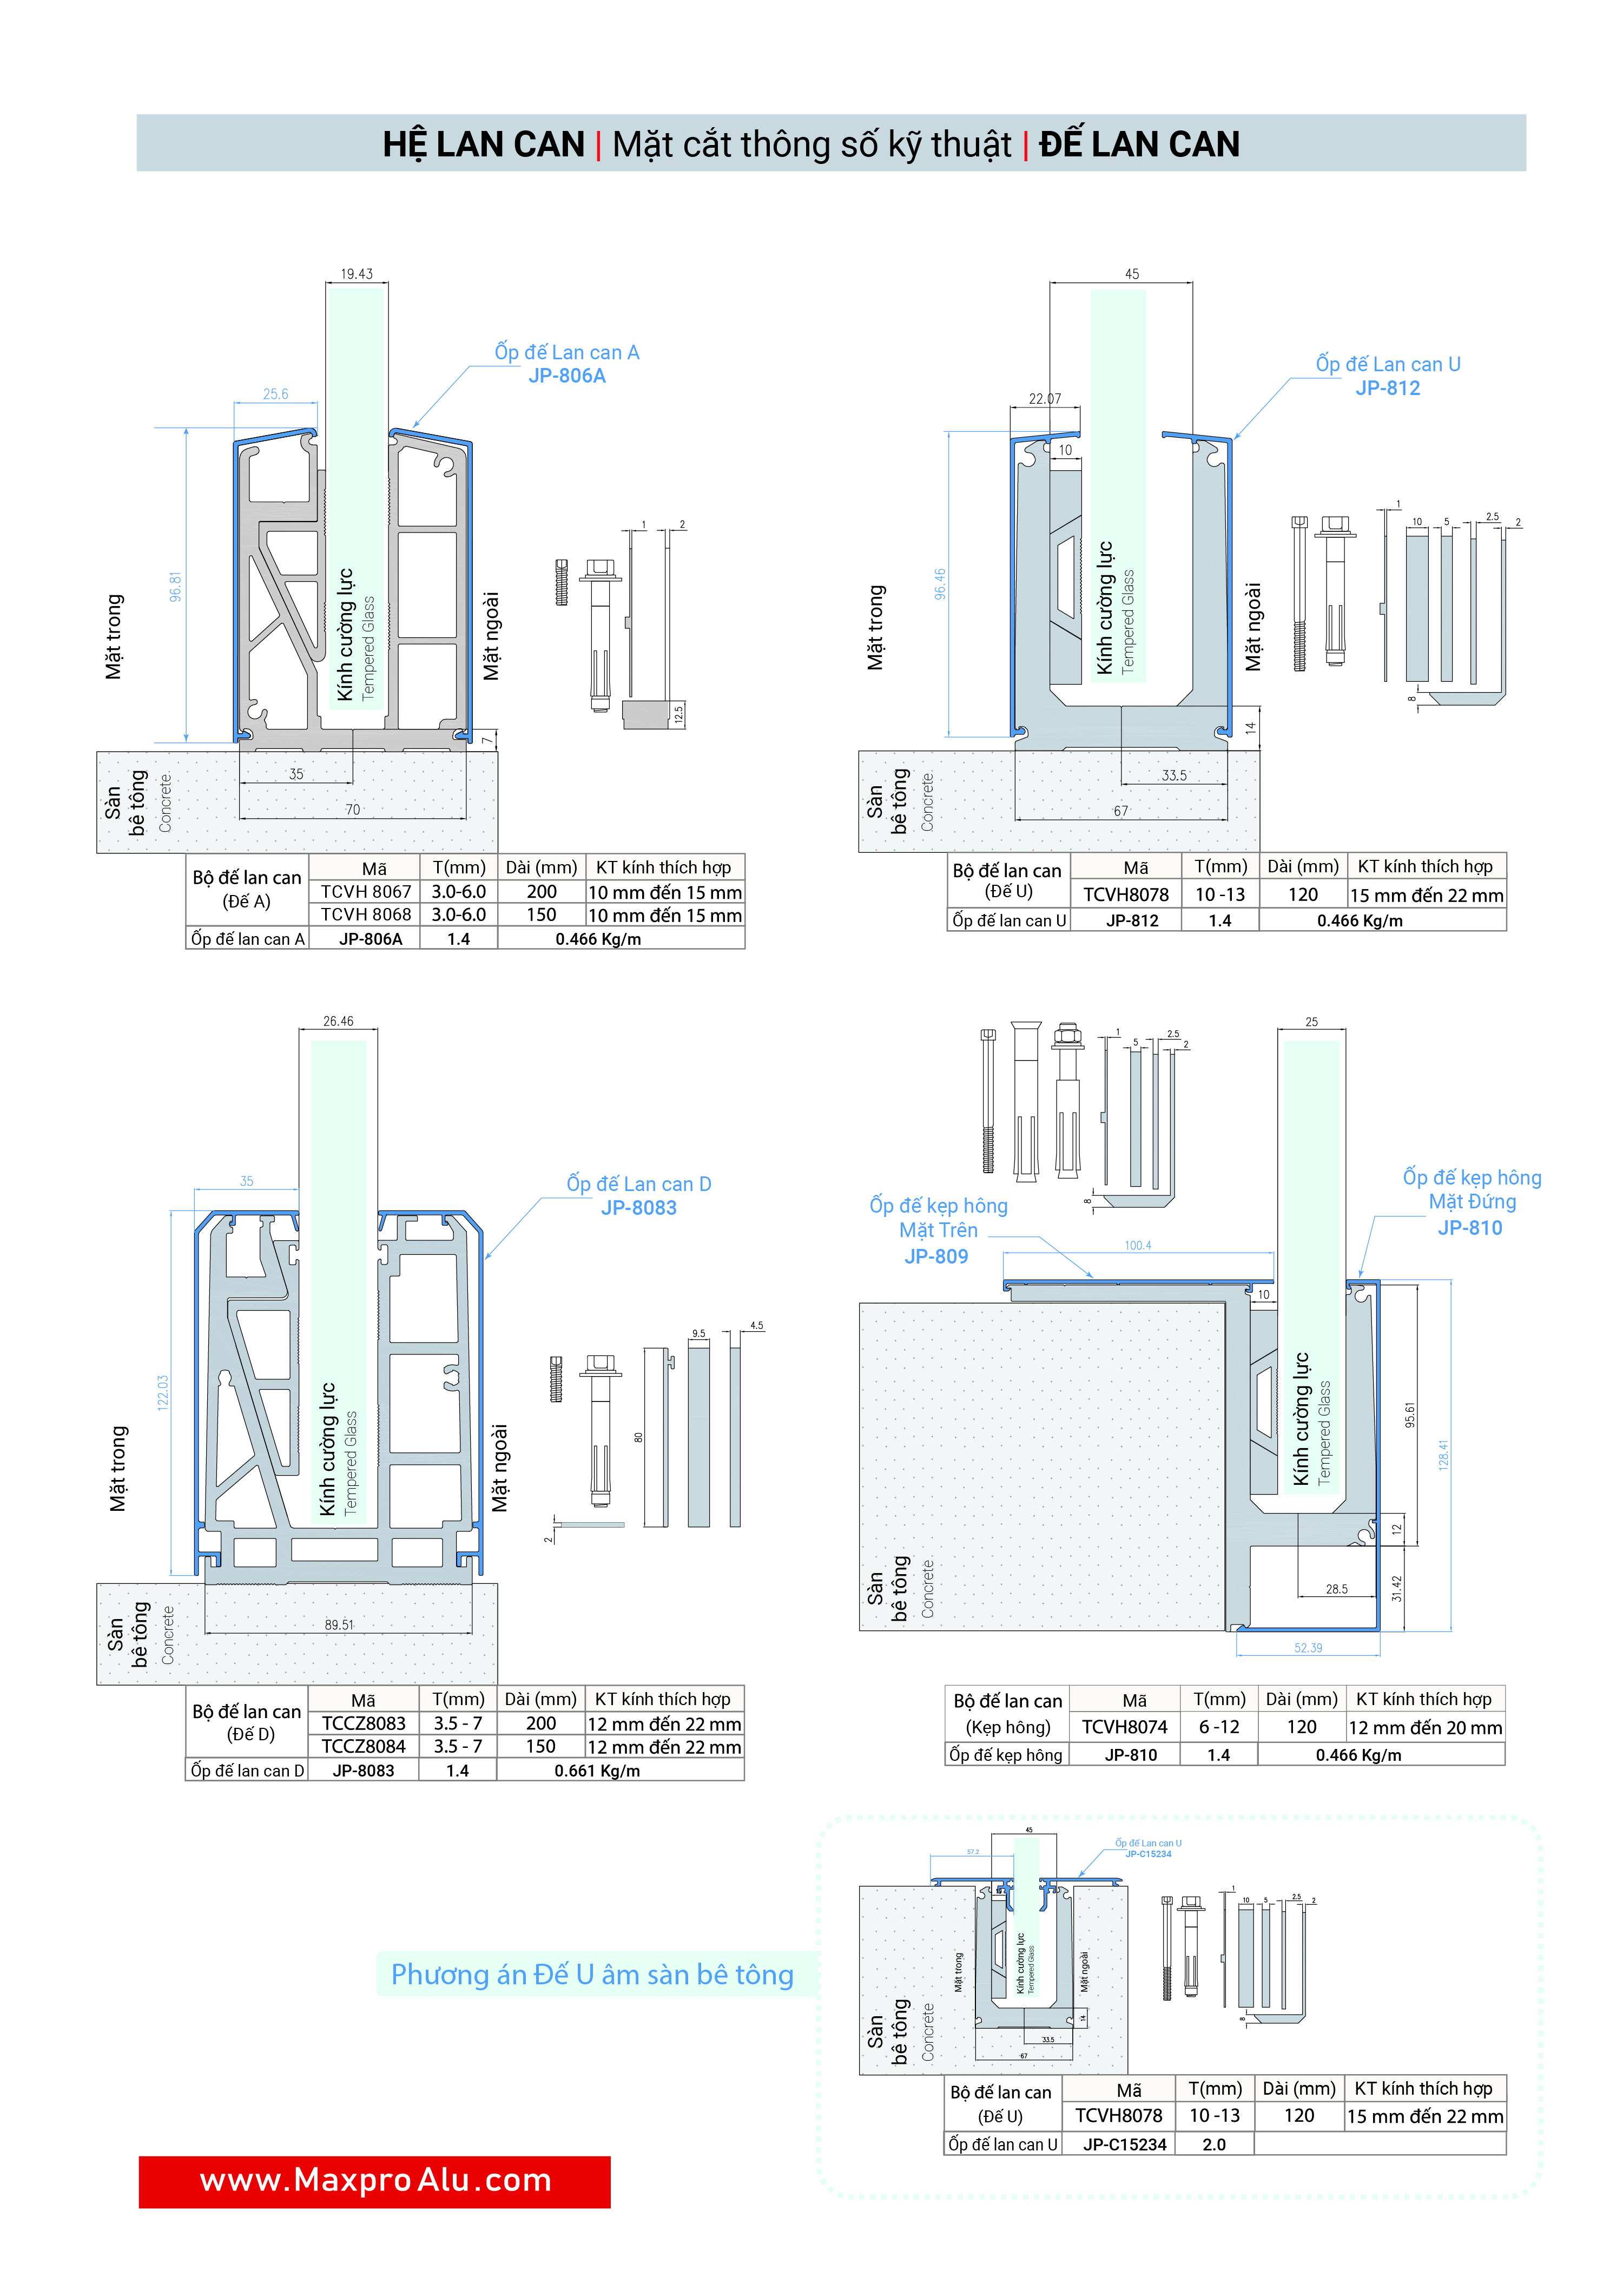 HỆ LAN CAN | Mặt cắt thông số kỹ thuật | ĐẾ LAN CAN
19.43
Ốp đế Lan can A
JP-806A
25.6
96.81
Mặt trong
Kính cường lực
Tempered Glass
Mặt ngoài
1
2
12.5
7
35
70
Sàn
bê tông
Concrete
Bộ đế lan can
(Đế A)
Mã T(mm) Dài (mm) KT kính thích hợp
TCVH 8067 3.0-6.0 200 10 mm đến 15 mm
TCVH 8068 3.0-6.0 150 10 mm đến 15 mm
Ốp đế lan can A JP-806A 1.4 0.466 Kg/m
45
Ốp đế Lan can U
JP-812
22.07
10
96.46
Mặt trong
Kính cường lực
Tempered Glass
Mặt ngoài
1
10
5
2.5
2
8
14
33.5
67
Sàn
bê tông
Concrete
Bộ đế lan can
(Đế U)
Mã T(mm) Dài (mm) KT kính thích hợp
TCVH8078 10 -13 120 15 mm đến 22 mm
Ốp đế lan can U JP-812 1.4 0.466 Kg/m
26.46
35
Ốp đế Lan can D
JP-8083
122.03
Mặt trong
Kính cường lực
Tempered Glass
Mặt ngoài
80
9.5
4.5
2
89.51
Sàn
bê tông
Concrete
Bộ đế lan can
(Đế D)
Mã T(mm) Dài (mm) KT kính thích hợp
TCCZ8083 3.5 - 7 200 12 mm đến 22 mm
TCCZ8084 3.5 - 7 150 12 mm đến 22 mm
Ốp đế lan can D JP-8083 1.4 0.661 Kg/m
1
5
2.5
2
8
25
Ốp đế kẹp hông
Mặt Trên
JP-809
Ốp đế kẹp hông
Mặt Đứng
JP-810
100.4
10
Kính cường lực
Tempered Glass
95.61
128.41
12
31.42
28.5
52.39
Sàn
bê tông
Concrete
Bộ đế lan can
(Kẹp hông)
Mã T(mm) Dài (mm) KT kính thích hợp
TCVH8074 6 -12 120 12 mm đến 20 mm
Ốp đế kẹp hông JP-810 1.4 0.466 Kg/m
Phương án Đế U âm sàn bê tông
45
57.2
Ốp đế Lan can U
JP-C15234
Mặt trong
Kính cường lực
Tempered Glass
Mặt ngoài
14
33.5
67
1
10
5
2.5
2
8
Sàn
bê tông
Concrete
Bộ đế lan can
(Đế U)
Mã T(mm) Dài (mm) KT kính thích hợp
TCVH8078 10 -13 120 15 mm đến 22 mm
Ốp đế lan can U JP-C15234 2.0
www.MaxproAlu.com